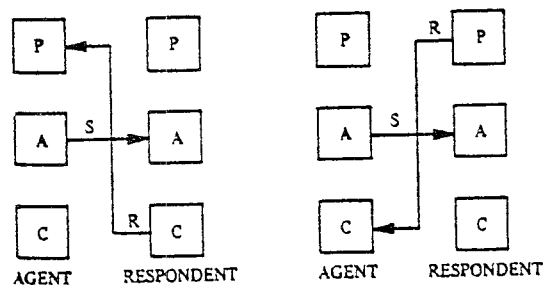 P P
A S A
R
C C
AGENT RESPONDENT
R
P P
A S A
C C
AGENT RESPONDENT